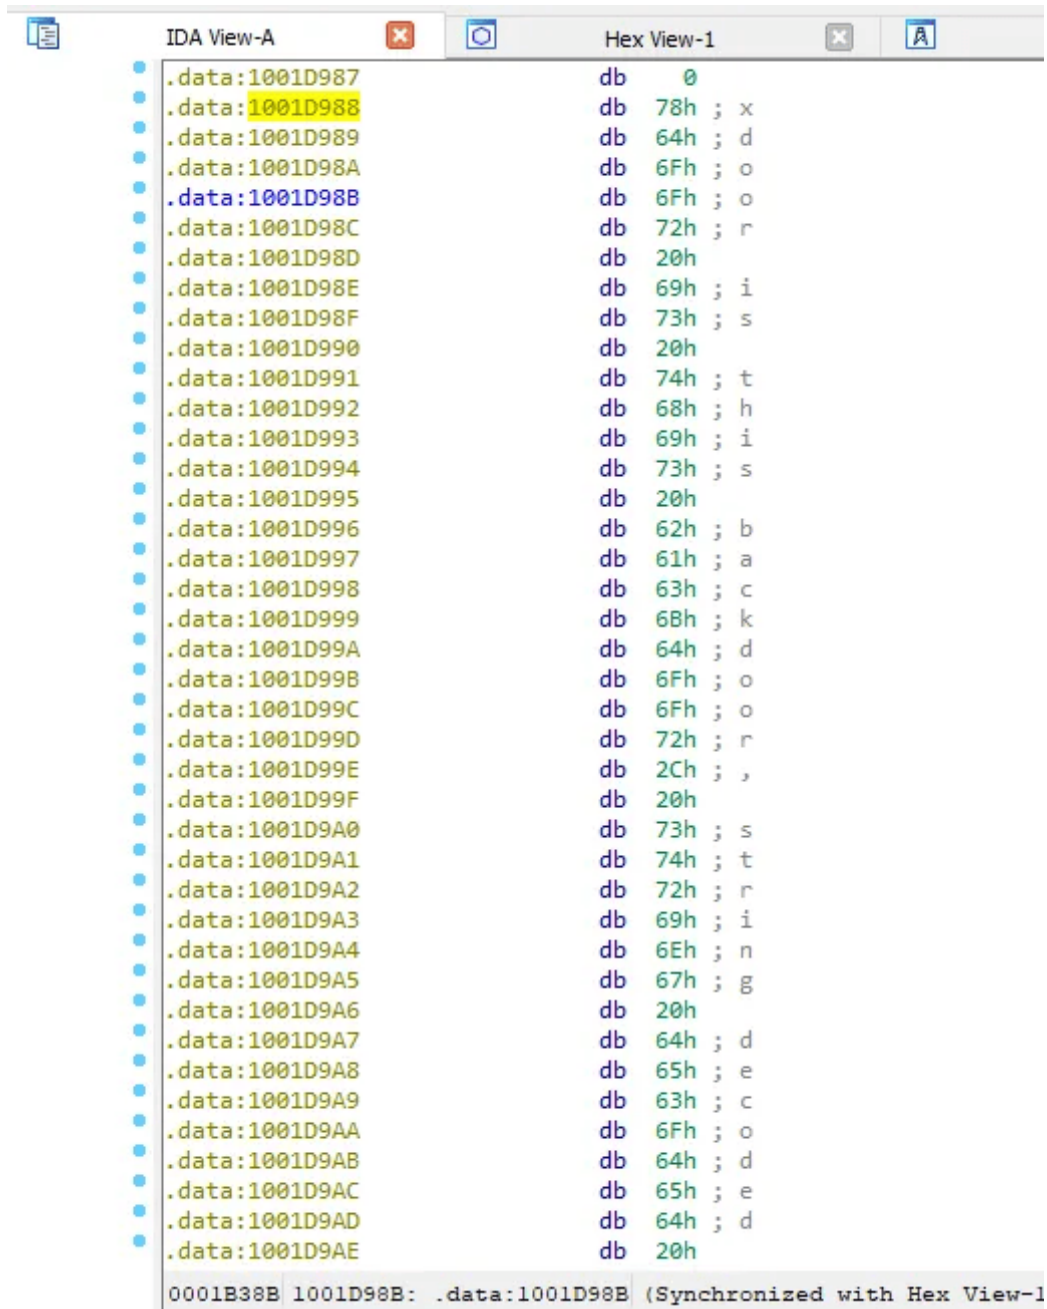 IDA View-A Hex View-1
.data:1001D987 db 0
.data:1001D988 db 78h ; x
.data:1001D989 db 64h ; d
.data:1001D98A db 6Fh ; o
.data:1001D98B db 6Fh ; o
.data:1001D98C db 72h ; r
.data:1001D98D db 20h
.data:1001D98E db 69h ; i
.data:1001D98F db 73h ; s
.data:1001D990 db 20h
.data:1001D991 db 74h ; t
.data:1001D992 db 68h ; h
.data:1001D993 db 69h ; i
.data:1001D994 db 73h ; s
.data:1001D995 db 20h
.data:1001D996 db 62h ; b
.data:1001D997 db 61h ; a
.data:1001D998 db 63h ; c
.data:1001D999 db 6Bh ; k
.data:1001D99A db 64h ; d
.data:1001D99B db 6Fh ; o
.data:1001D99C db 6Fh ; o
.data:1001D99D db 72h ; r
.data:1001D99E db 2Ch ; ,
.data:1001D99F db 20h
.data:1001D9A0 db 73h ; s
.data:1001D9A1 db 74h ; t
.data:1001D9A2 db 72h ; r
.data:1001D9A3 db 69h ; i
.data:1001D9A4 db 6Eh ; n
.data:1001D9A5 db 67h ; g
.data:1001D9A6 db 20h
.data:1001D9A7 db 64h ; d
.data:1001D9A8 db 65h ; e
.data:1001D9A9 db 63h ; c
.data:1001D9AA db 6Fh ; o
.data:1001D9AB db 64h ; d
.data:1001D9AC db 65h ; e
.data:1001D9AD db 64h ; d
.data:1001D9AE db 20h
0001B38B 1001D98B: .data:1001D98B (Synchronized with Hex View-1